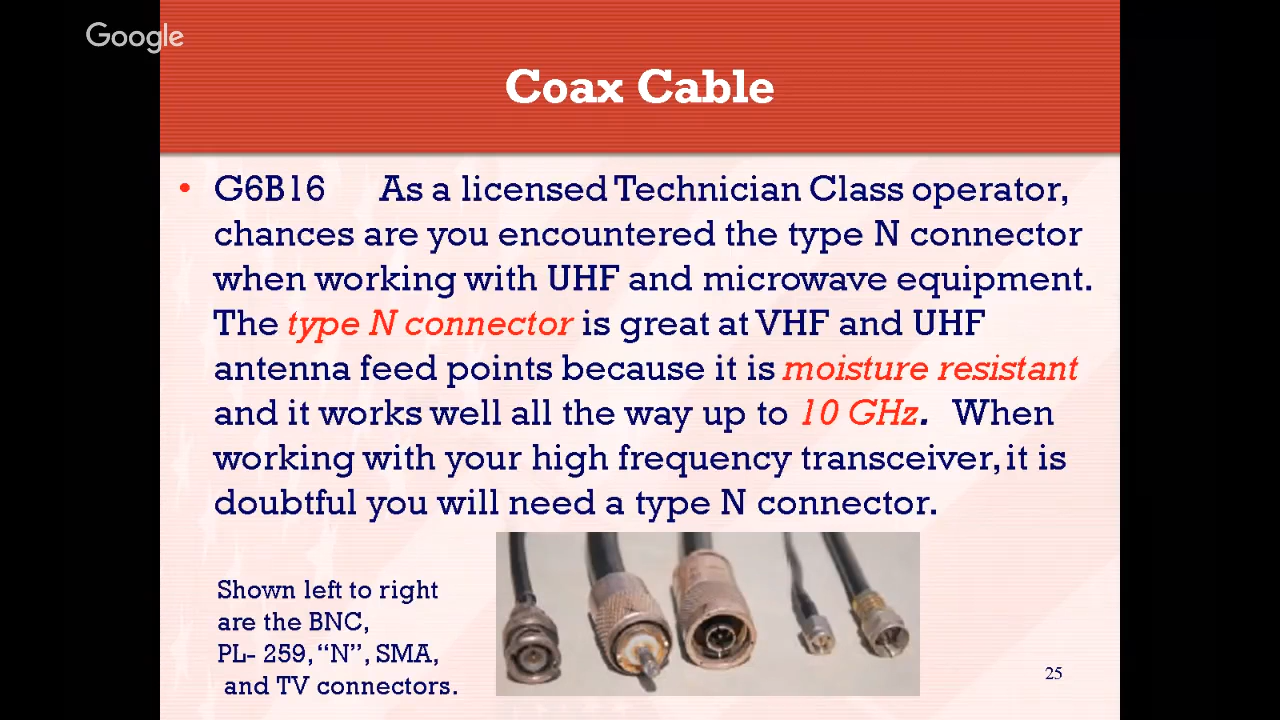 Google
Coax Cable
• G6B16 As a licensed Technician Class operator,
chances are you encountered the type N connector
when working with UHF and microwave equipment.
The type N connector is great at VHF and UHF
antenna feed points because it is moisture resistant
and it works well all the way up to 10 GHz. When
working with your high frequency transceiver, it is
doubtful you will need a type N connector.
Shown left to right
are the BNC,
PL- 259, “N”, SMA,
and TV connectors.
25